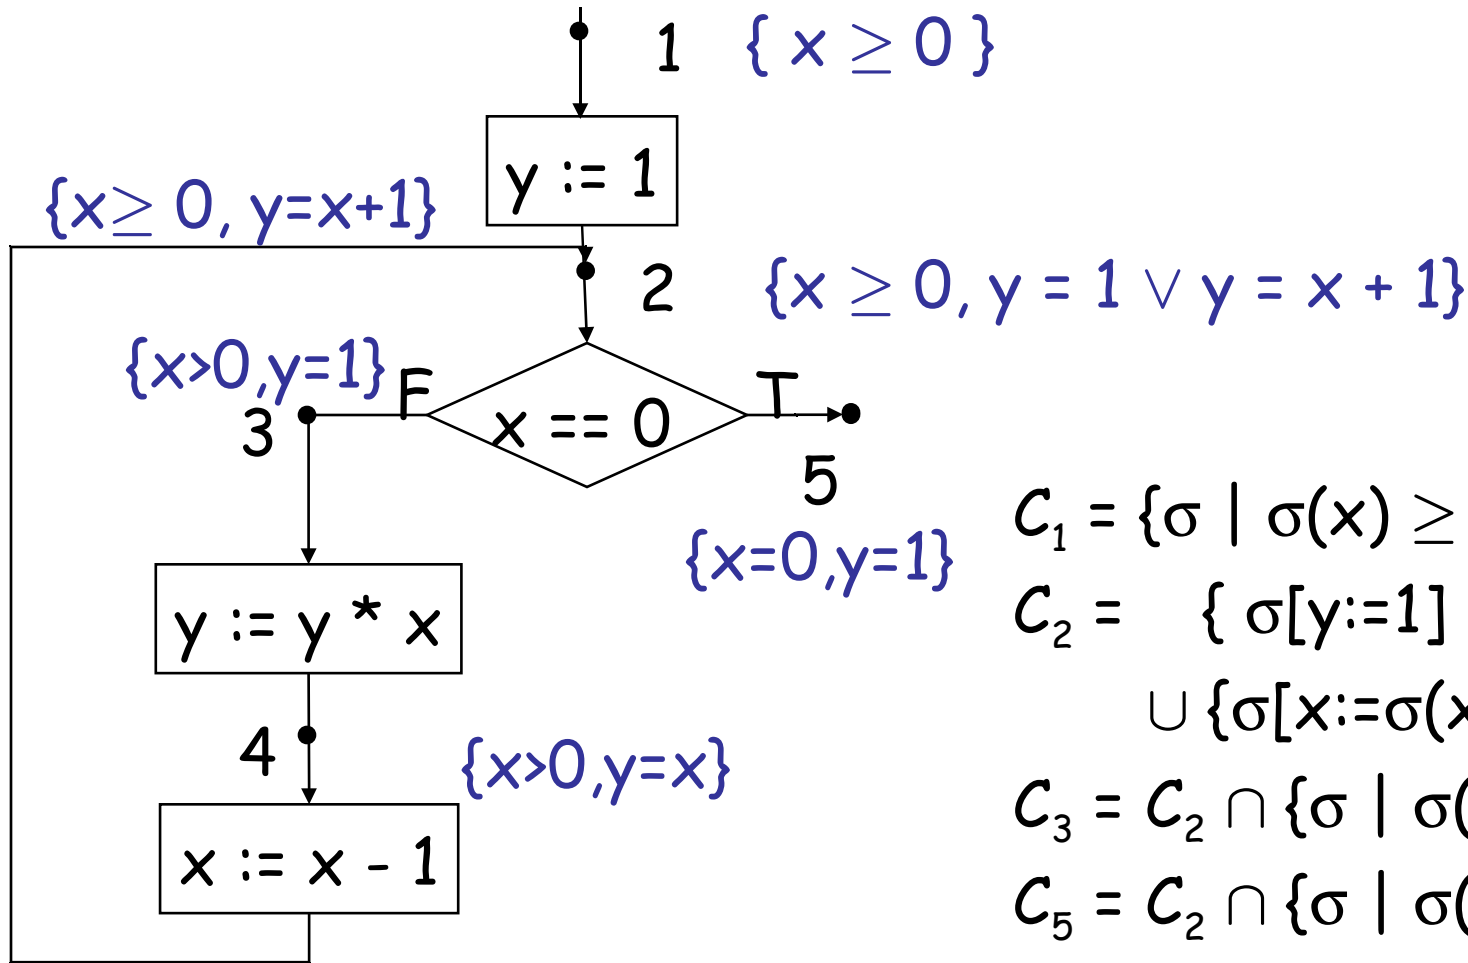 1 { x ≥ 0 }
y := 1
{x ≥ 0, y=x+1}
2 {x ≥ 0, y = 1 ∨ y = x + 1}
{x>0,y=1}
F
T
x == 0
3
5
{x=0,y=1}
C1 = {σ | σ(x) ≥
y := y * x
C2 = { σ[y:=1]
∪ {σ[x:=σ(x
4
{x>0,y=x}
C3 = C2 ∩ {σ | σ(
x := x - 1
C5 = C2 ∩ {σ | σ(